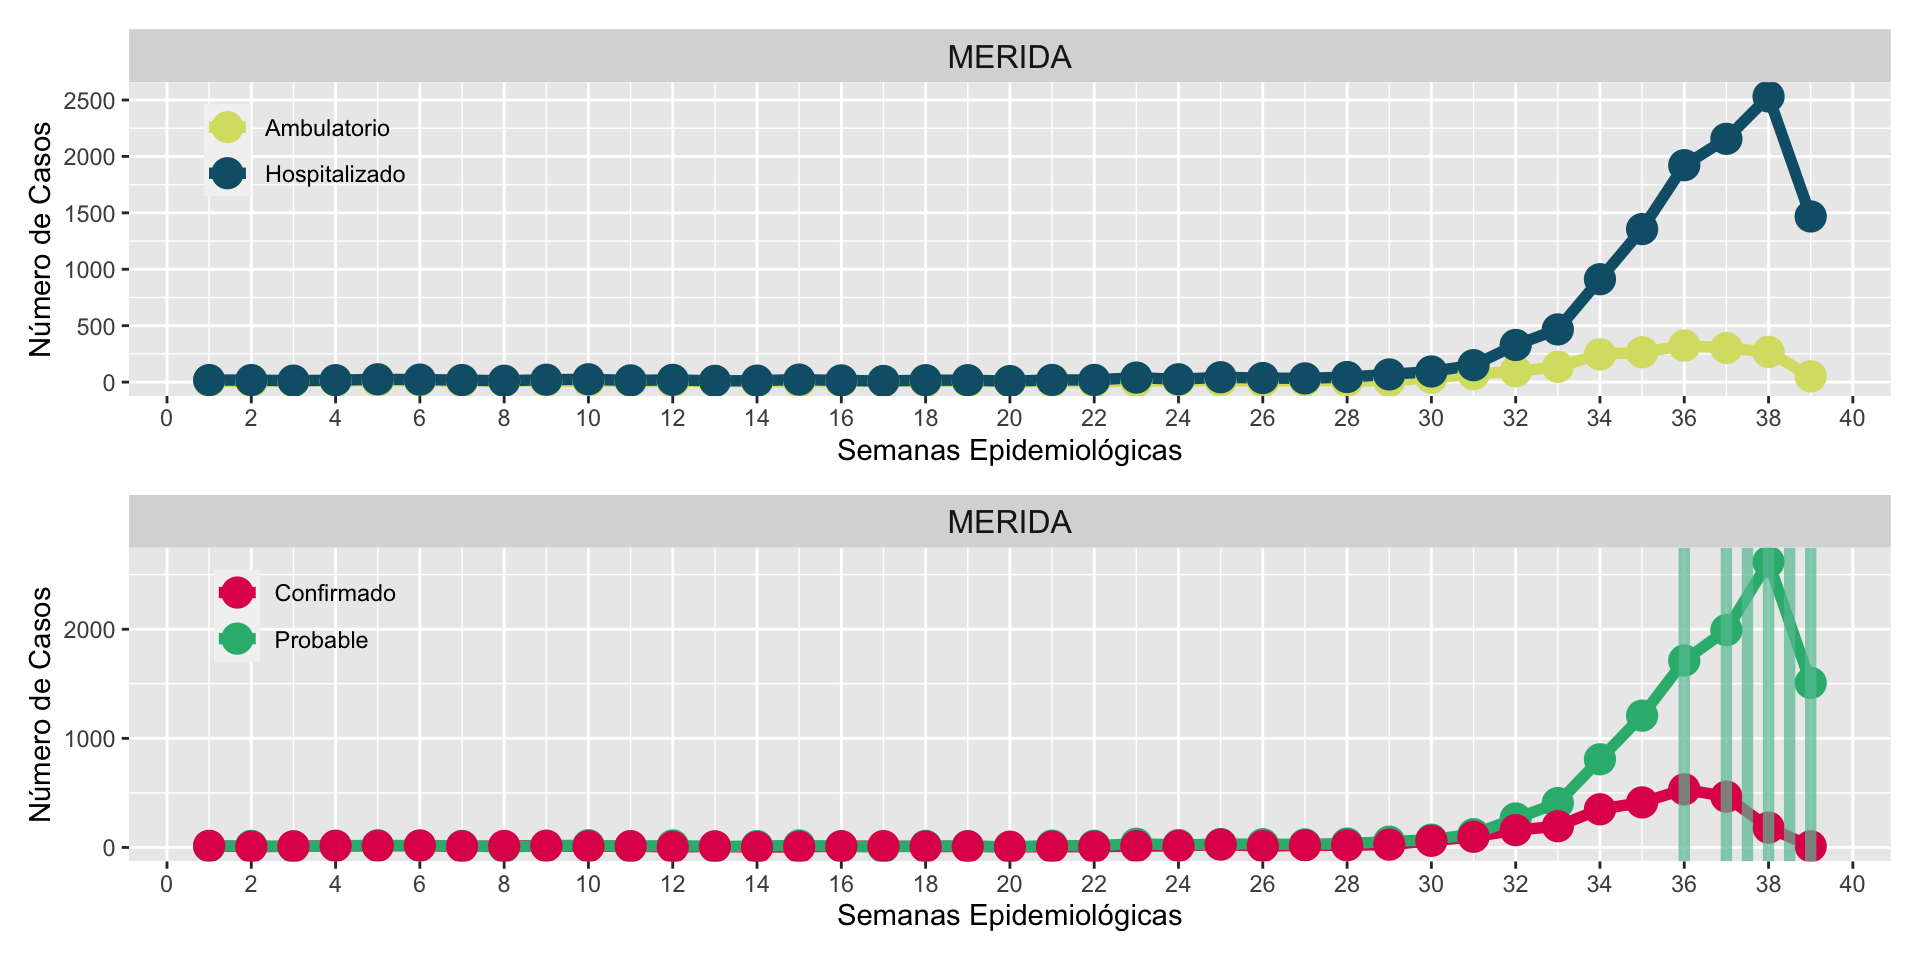 MERIDA
Número de Casos
2500
2000
1500
1000
500
0
Ambulatorio
Hospitalizado
0 2 4 6 8 10 12 14 16 18 20 22 24 26 28 30 32 34 36 38 40
Semanas Epidemiológicas
MERIDA
Número de Casos
2000
1000
0
Confirmado
Probable
0 2 4 6 8 10 12 14 16 18 20 22 24 26 28 30 32 34 36 38 40
Semanas Epidemiológicas